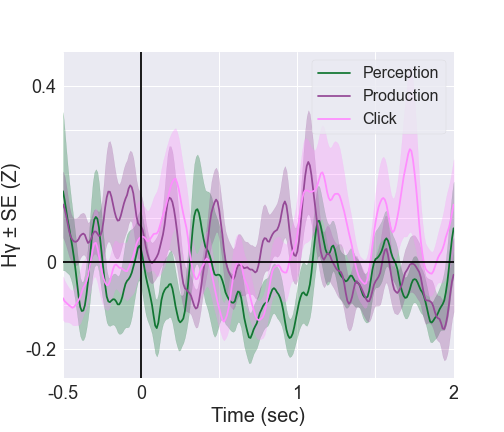 Perception
Production
Click
0.4
0
-0.2
Hγ ± SE (Z)
-0.5 0 1 2
Time (sec)